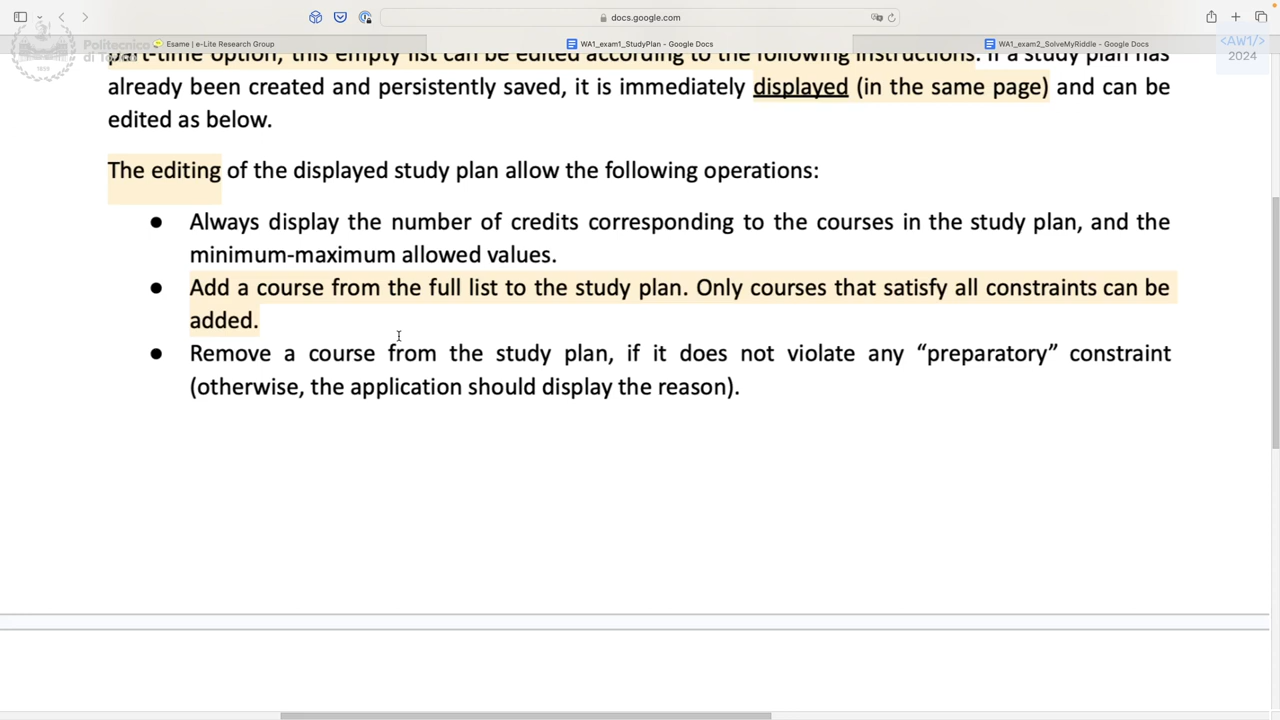 docs.google.com
Politecnico
di Torino
Esame | e-Lite Research Group
WA1_exam1_StudyPlan - Google Docs
WA1_exam2_SolveMyRiddle - Google Docs
<AW1/>
2024
part-time option, this empty list can be edited according to the following instructions. If a study plan has
already been created and persistently saved, it is immediately displayed (in the same page) and can be
edited as below.
The editing of the displayed study plan allow the following operations:
● Always display the number of credits corresponding to the courses in the study plan, and the
minimum-maximum allowed values.
● Add a course from the full list to the study plan. Only courses that satisfy all constraints can be
added.
● Remove a course from the study plan, if it does not violate any “preparatory” constraint
(otherwise, the application should display the reason).